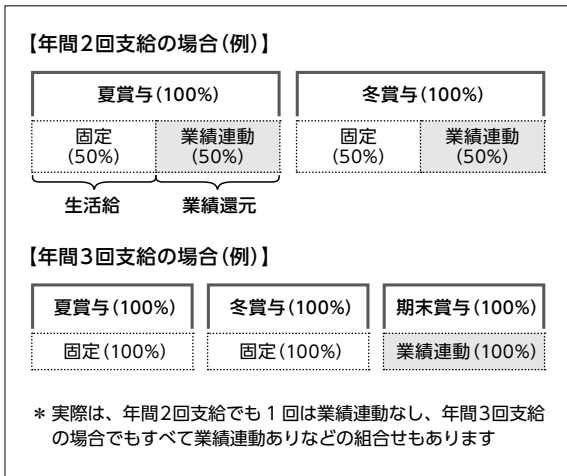 【年間2回支給の場合(例)】
夏賞与(100%) 冬賞与(100%)
固定 業績連動 固定 業績連動
(50%) (50%) (50%) (50%)
生活給 業績還元
【年間3回支給の場合(例)】
夏賞与(100%) 冬賞与(100%) 期末賞与(100%)
固定(100%) 固定(100%) 業績連動(100%)
* 実際は、年間2回支給でも1回は業績連動なし、年間3回支給
の場合でもすべて業績連動ありなどの組合せもあります